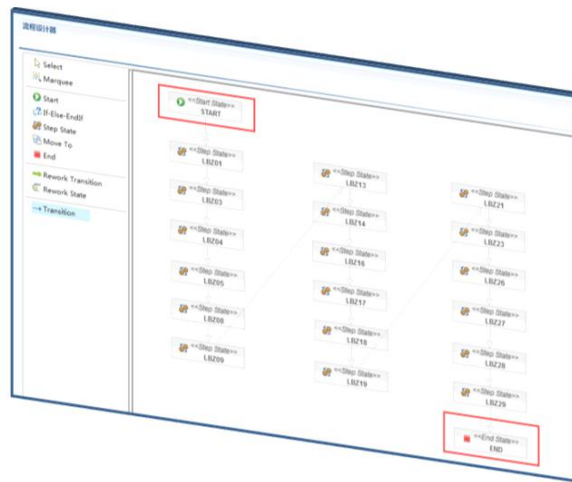 流程设计器
Select
Marquee
Start
If-Else-EndIf
Step State
Move To
End
Rework Transition
Rework State
Transition
<<Start State>>
START
<<Step State>>
LBZ01
<<Step State>>
LBZ03
<<Step State>>
LBZ04
<<Step State>>
LBZ05
<<Step State>>
LBZ08
<<Step State>>
LBZ09
<<Step State>>
LBZ13
<<Step State>>
LBZ14
<<Step State>>
LBZ16
<<Step State>>
LBZ17
<<Step State>>
LBZ18
<<Step State>>
LBZ19
<<Step State>>
LBZ21
<<Step State>>
LBZ23
<<Step State>>
LBZ26
<<Step State>>
LBZ27
<<Step State>>
LBZ28
<<Step State>>
LBZ29
<<End State>>
END